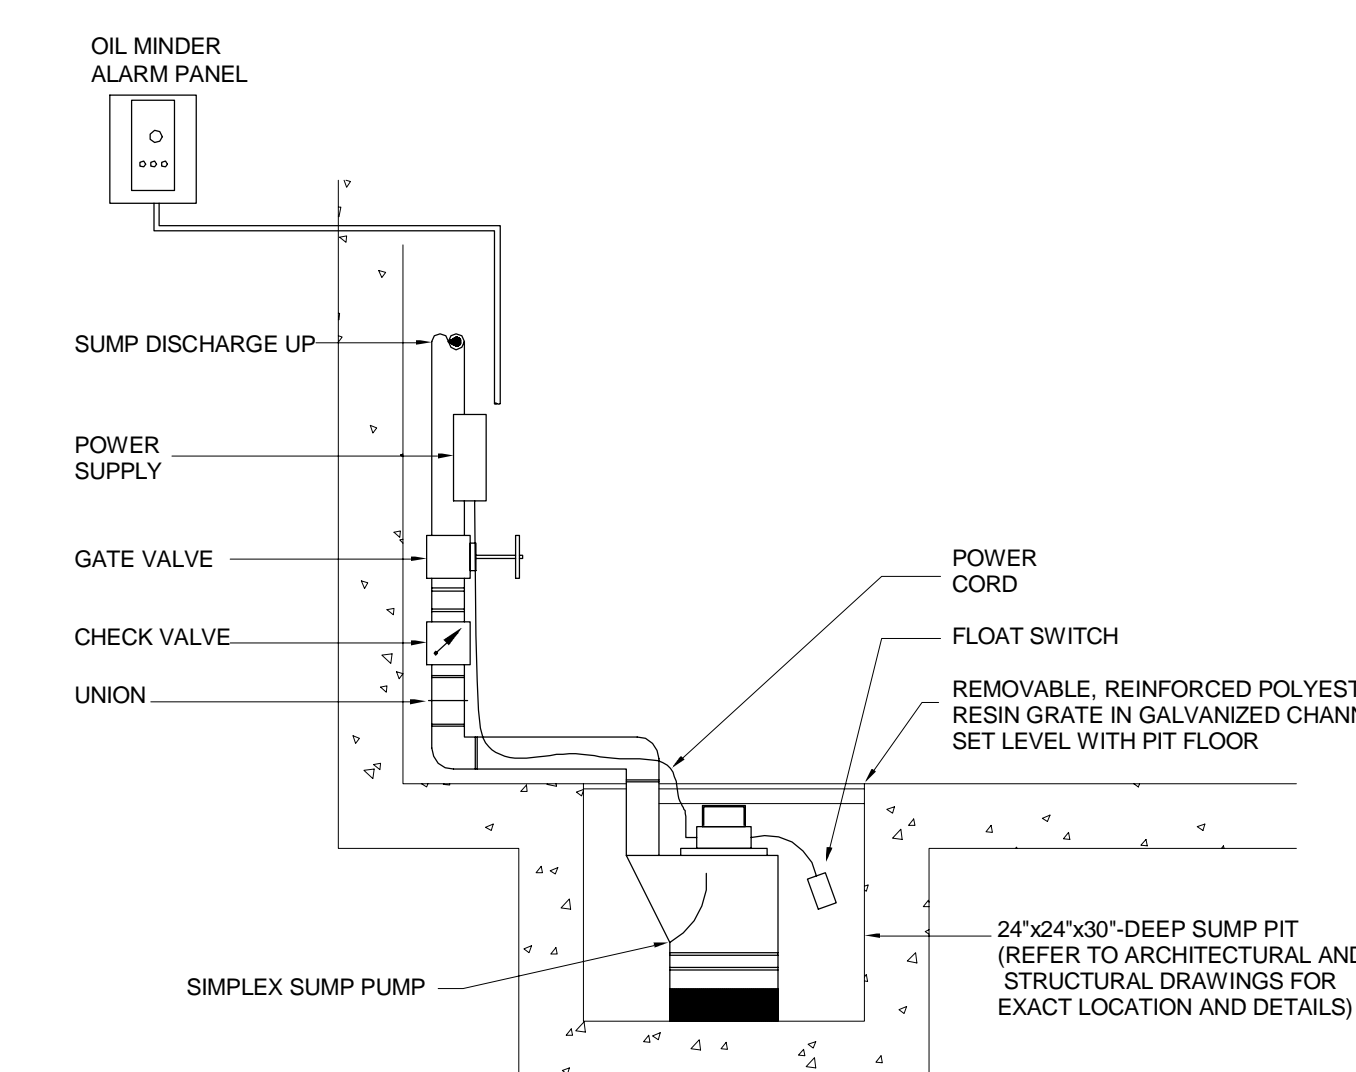 OIL MINDER
ALARM PANEL
SUMP DISCHARGE UP
POWER
SUPPLY
GATE VALVE
CHECK VALVE
UNION
POWER
CORD
FLOAT SWITCH
REMOVABLE, REINFORCED POLYEST
RESIN GRATE IN GALVANIZED CHANN
SET LEVEL WITH PIT FLOOR
24"x24"x30"-DEEP SUMP PIT
(REFER TO ARCHITECTURAL AND
STRUCTURAL DRAWINGS FOR
EXACT LOCATION AND DETAILS)
SIMPLEX SUMP PUMP